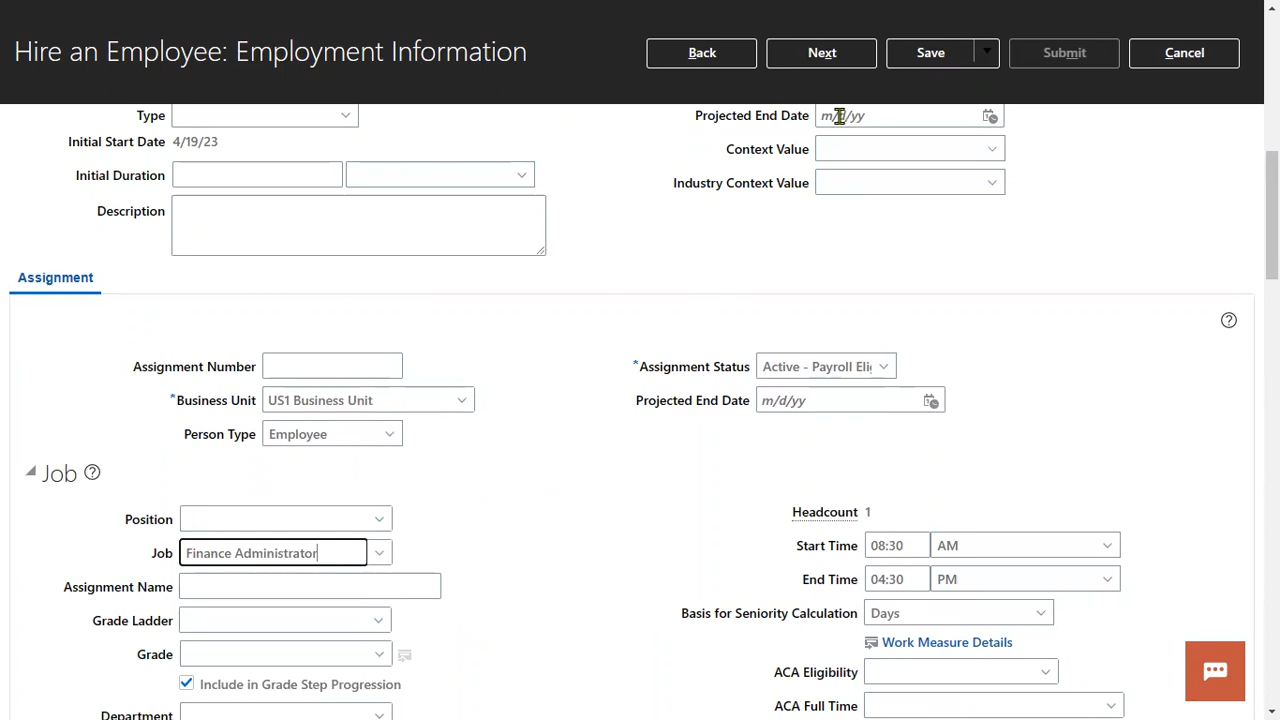 Hire an Employee: Employment Information
Back
Next
Save
Submit
Cancel
Type
Projected End Date m/d/yy
Initial Start Date 4/19/23
Context Value
Initial Duration
Industry Context Value
Description
Assignment
Assignment Number
*Assignment Status Active - Payroll Eli
*Business Unit US1 Business Unit
Projected End Date m/d/yy
Person Type Employee
Job
Position
Headcount 1
Job Finance Administrator
Start Time 08:30 AM
Assignment Name
End Time 04:30 PM
Grade Ladder
Basis for Seniority Calculation Days
Work Measure Details
Grade
ACA Eligibility
Include in Grade Step Progression
ACA Full Time
Department